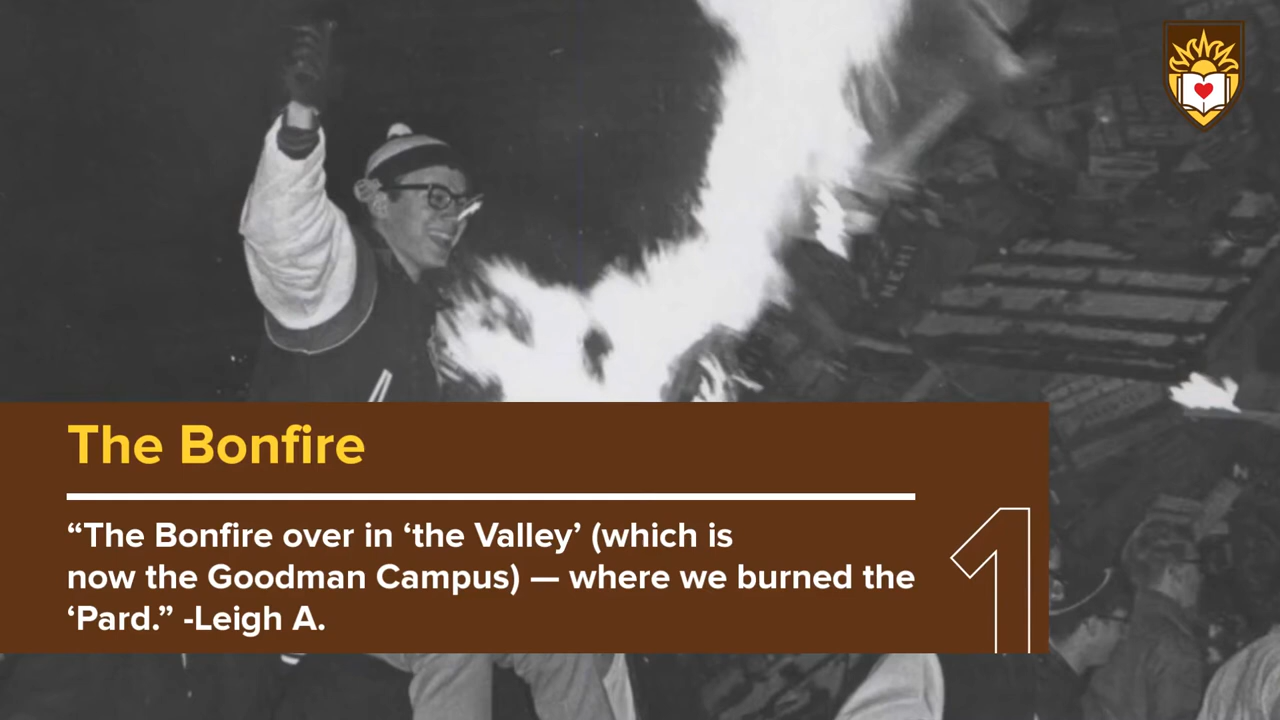 NEHI
The Bonfire
“The Bonfire over in ‘the Valley’ (which is
now the Goodman Campus) — where we burned the
‘Pard.” -Leigh A.
1